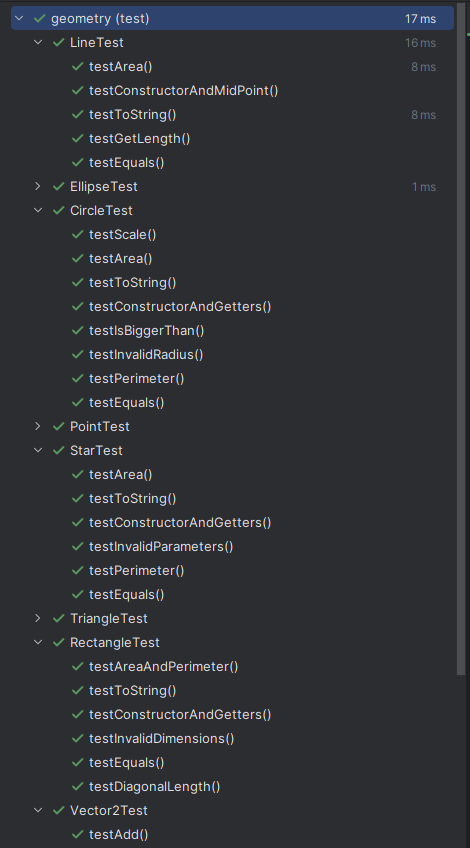 geometry (test) 17 ms
LineTest 16 ms
testArea() 8 ms
testConstructorAndMidPoint()
testToString() 8 ms
testGetLength()
testEquals()
EllipseTest 1 ms
CircleTest
testScale()
testArea()
testToString()
testConstructorAndGetters()
testIsBiggerThan()
testInvalidRadius()
testPerimeter()
testEquals()
PointTest
StarTest
testArea()
testToString()
testConstructorAndGetters()
testInvalidParameters()
testPerimeter()
testEquals()
TriangleTest
RectangleTest
testAreaAndPerimeter()
testToString()
testConstructorAndGetters()
testInvalidDimensions()
testEquals()
testDiagonalLength()
Vector2Test
testAdd()